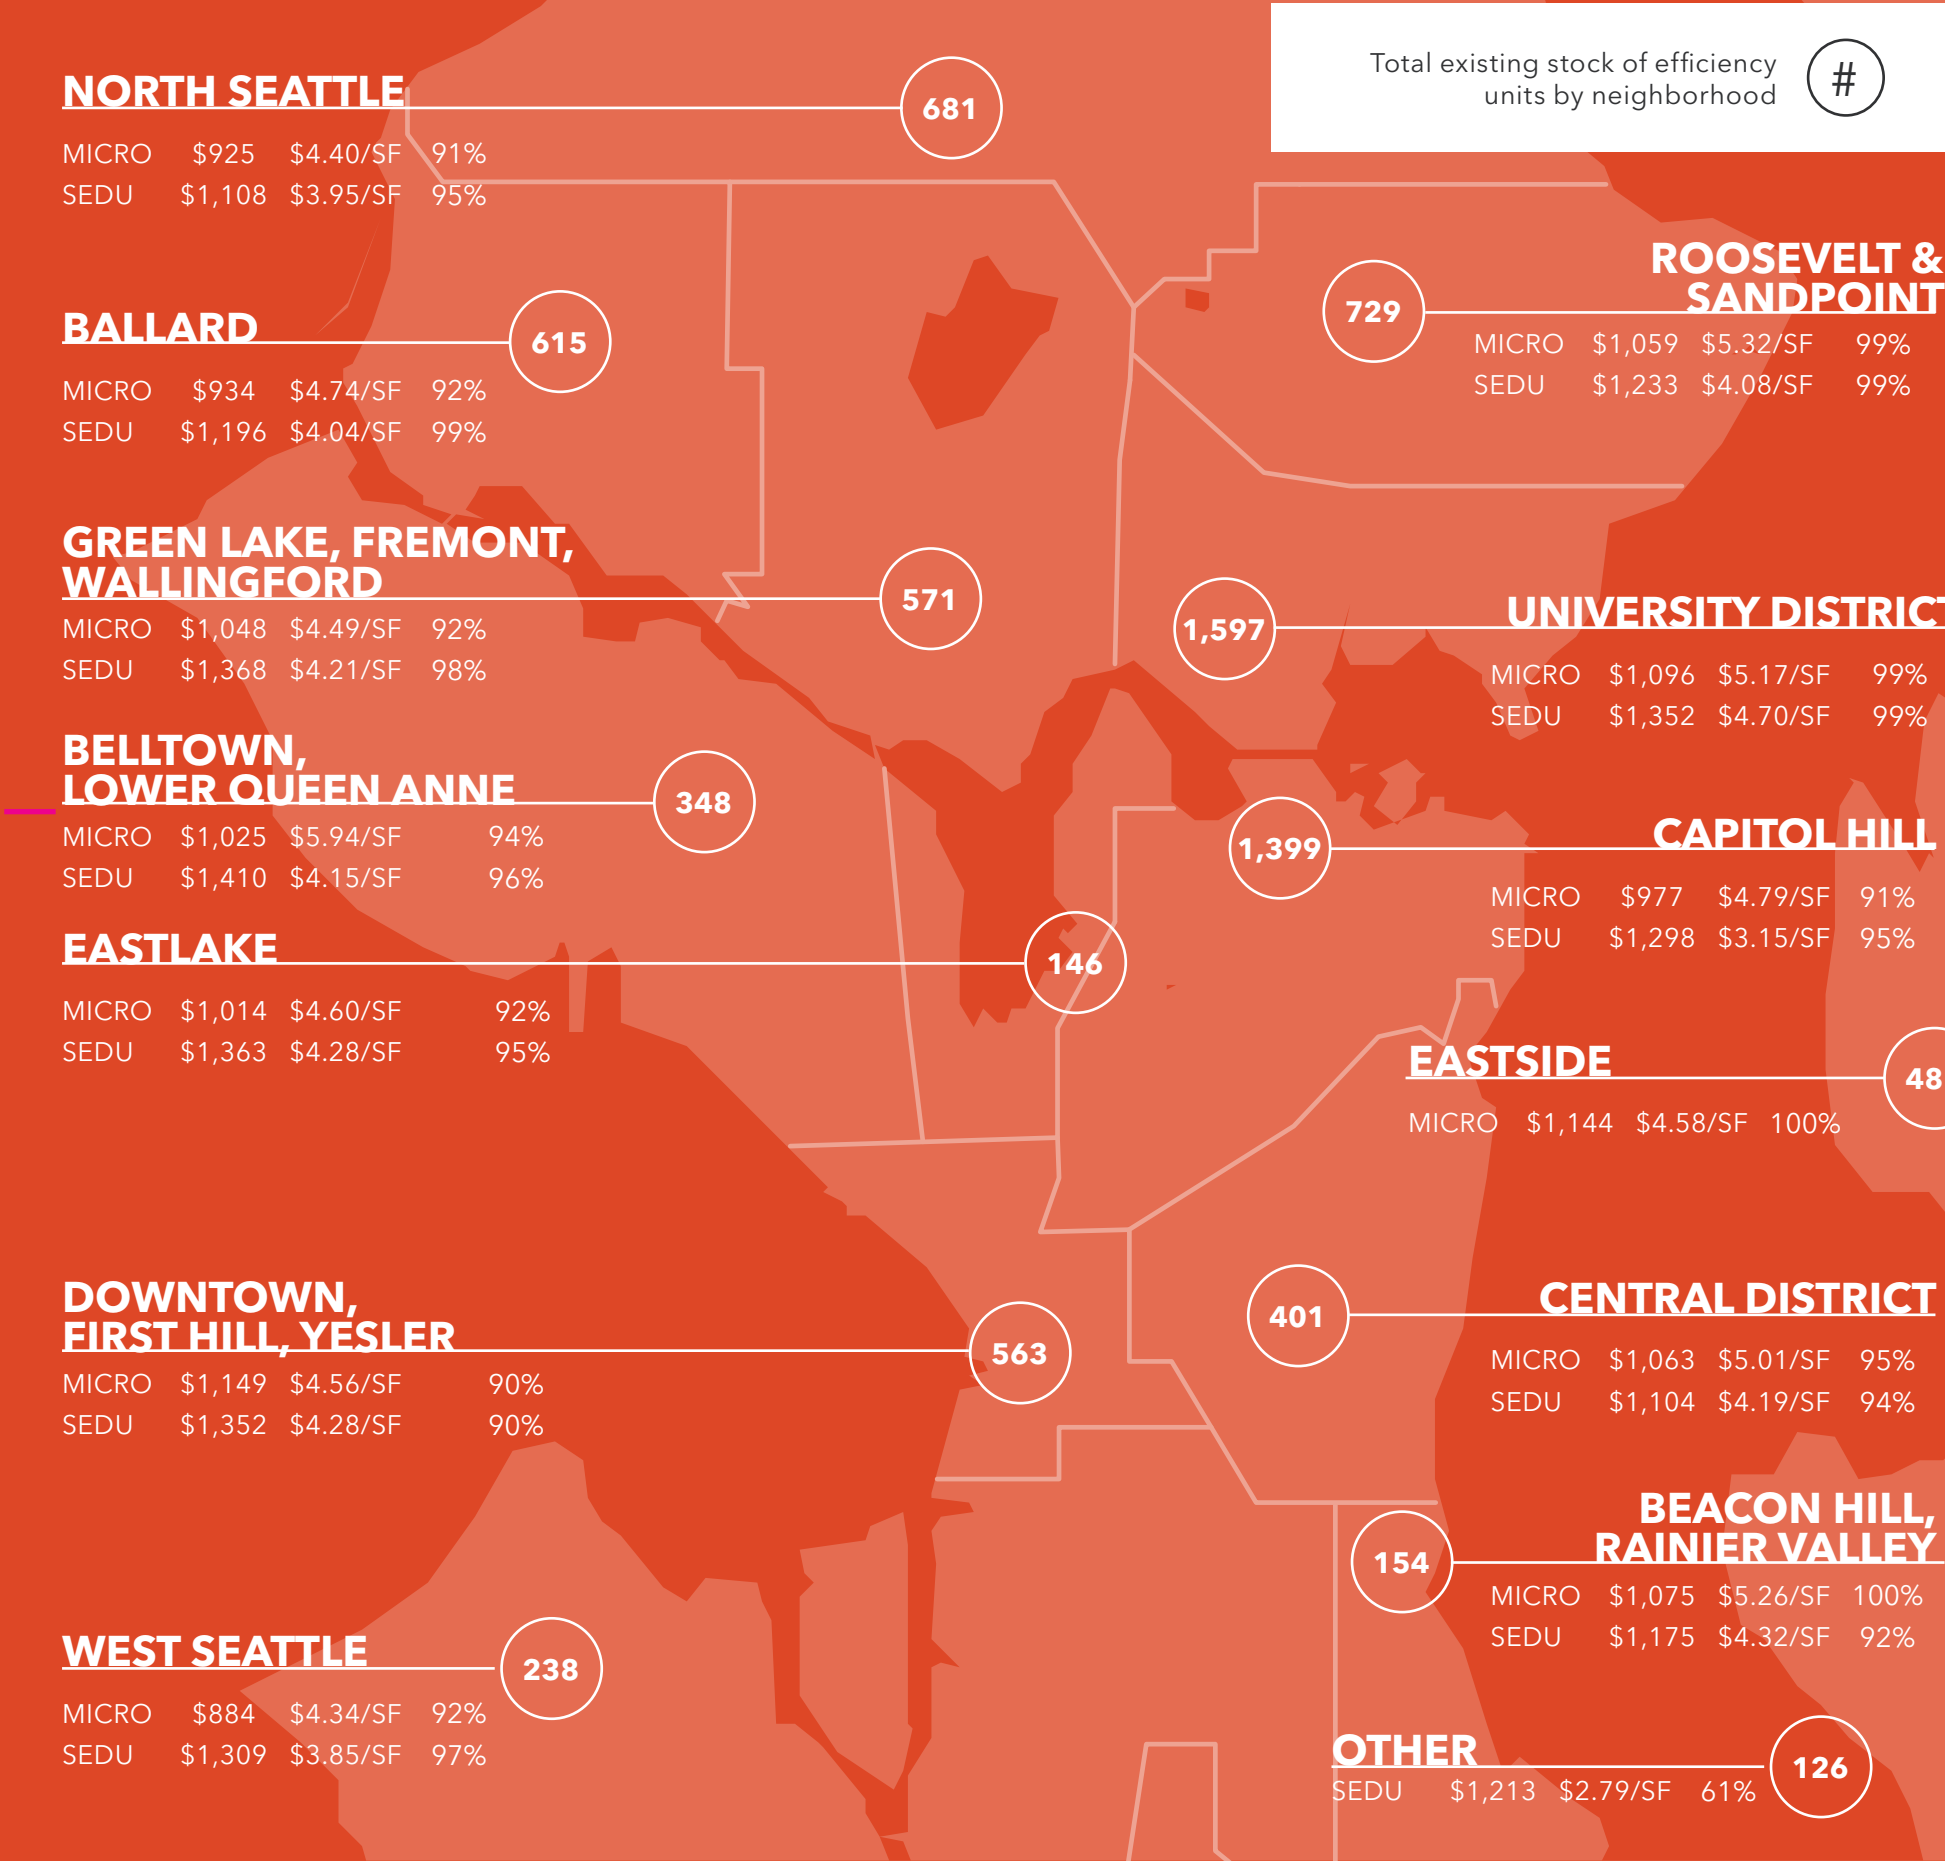 Total existing stock of efficiency
units by neighborhood
#
NORTH SEATTLE
681
MICRO $925 $4.40/SF 91%
SEDU $1,108 $3.95/SF 95%
BALLARD
615
MICRO $934 $4.74/SF 92%
SEDU $1,196 $4.04/SF 99%
GREEN LAKE, FREMONT,
WALLINGFORD
571
MICRO $1,048 $4.49/SF 92%
SEDU $1,368 $4.21/SF 98%
BELLTOWN,
LOWER QUEEN ANNE
348
MICRO $1,025 $5.94/SF 94%
SEDU $1,410 $4.15/SF 96%
EASTLAKE
146
MICRO $1,014 $4.60/SF 92%
SEDU $1,363 $4.28/SF 95%
DOWNTOWN,
FIRST HILL, YESLER
563
MICRO $1,149 $4.56/SF 90%
SEDU $1,352 $4.28/SF 90%
WEST SEATTLE
238
MICRO $884 $4.34/SF 92%
SEDU $1,309 $3.85/SF 97%
ROOSEVELT &
SANDPOINT
729
MICRO $1,059 $5.32/SF 99%
SEDU $1,233 $4.08/SF 99%
UNIVERSITY DISTRICT
1,597
MICRO $1,096 $5.17/SF 99%
SEDU $1,352 $4.70/SF 99%
CAPITOL HILL
1,399
MICRO $977 $4.79/SF 91%
SEDU $1,298 $3.15/SF 95%
EASTSIDE
48
MICRO $1,144 $4.58/SF 100%
CENTRAL DISTRICT
401
MICRO $1,063 $5.01/SF 95%
SEDU $1,104 $4.19/SF 94%
BEACON HILL,
RAINIER VALLEY
154
MICRO $1,075 $5.26/SF 100%
SEDU $1,175 $4.32/SF 92%
OTHER
126
SEDU $1,213 $2.79/SF 61%